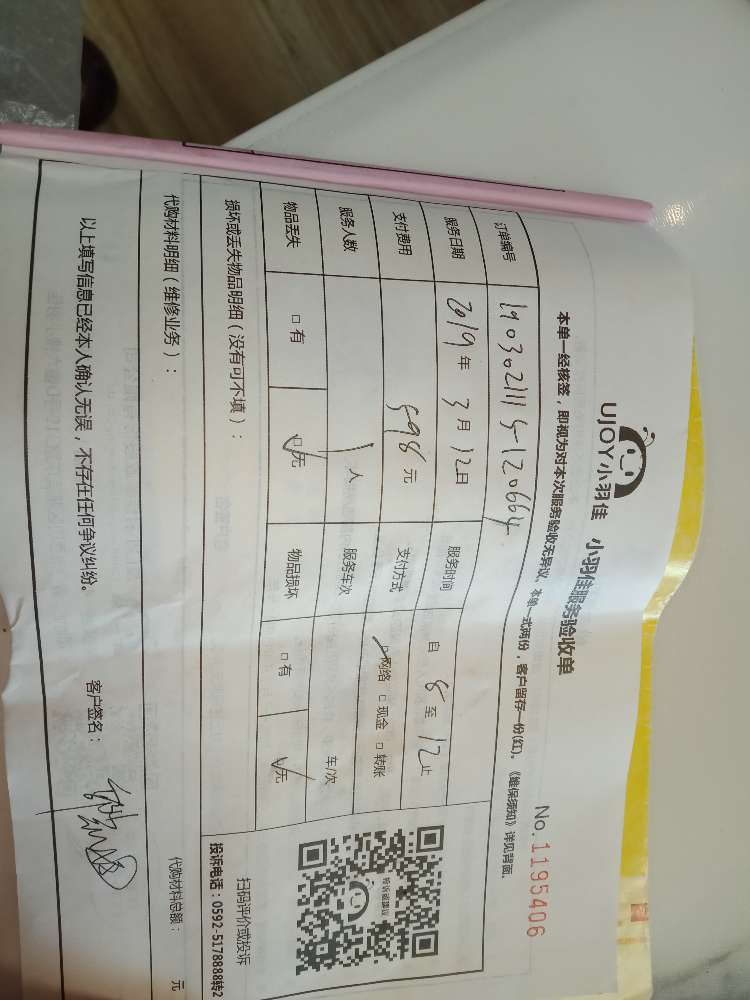 UJOY小羽佳 小羽佳服务验收单
No. 1195406
本单一经核签，即视为对本次服务验收无异议。本单一式两份，客户留存一份(红)。《维保须知》详见背面。
订单编号 190302111 5-120664
服务日期 2019年 3月 12日 服务时间 自 8 至 12 止
支付费用 598 元 支付方式 □网络 □现金 □转账
服务人数 1 人 服务车次 车/次
物品丢失 □有 □无 物品损坏 □有 □无
损坏或丢失物品明细（没有可不填）：
扫码评价或投诉
投诉电话：0592-5178888转2
代购材料明细（维修业务）：
代购材料总额： 元
以上填写信息已经本人确认无误，不存在任何争议纠纷。
客户签名：